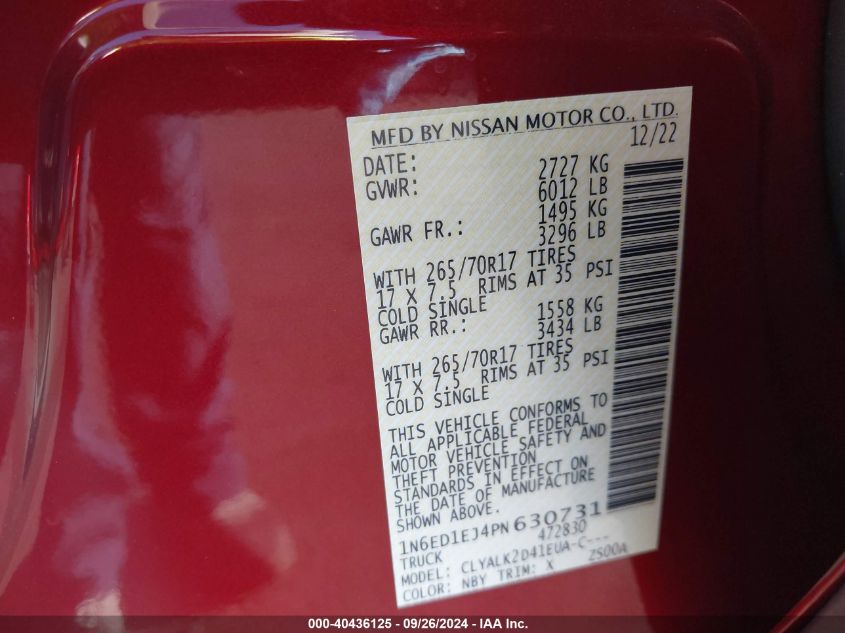 MFD BY NISSAN MOTOR CO., LTD.
DATE: 12/22
GVWR: 2727 KG
6012 LB
GAWR FR.: 1495 KG
3296 LB
WITH 265/70R17 TIRES
17 X 7.5 RIMS AT 35 PSI
COLD SINGLE
GAWR RR.: 1558 KG
3434 LB
WITH 265/70R17 TIRES
17 X 7.5 RIMS AT 35 PSI
COLD SINGLE
THIS VEHICLE CONFORMS TO
ALL APPLICABLE FEDERAL
MOTOR VEHICLE SAFETY AND
THEFT PREVENTION
STANDARDS IN EFFECT ON
THE DATE OF MANUFACTURE
SHOWN ABOVE.
1N6ED1EJ4PN630731
TRUCK 472830
MODEL: CLYALK2D41EUA-C---
COLOR: NBY TRIM: X ZS00A
000-40436125 - 09/26/2024 - IAA Inc.